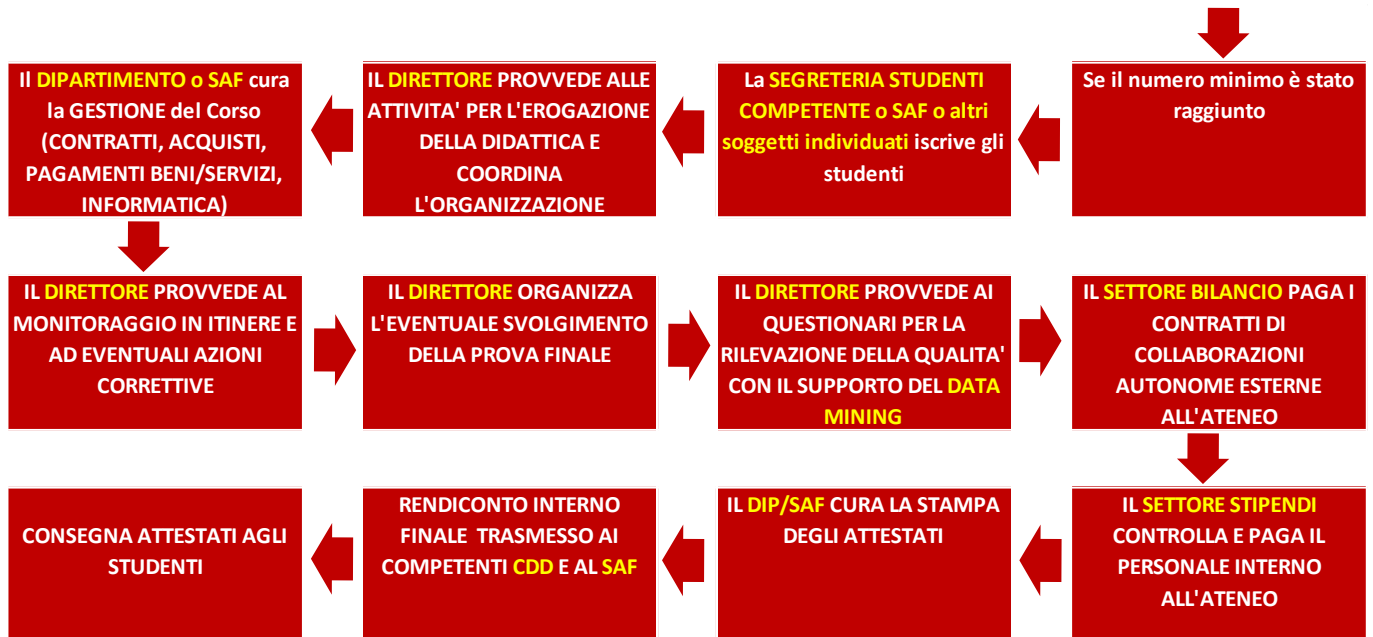 Se il numero minimo è stato
raggiunto
La SEGRETERIA STUDENTI
COMPETENTE o SAF o altri
soggetti individuati iscrive gli
studenti
IL DIRETTORE PROVVEDE ALLE
ATTIVITA' PER L'EROGAZIONE
DELLA DIDATTICA E
COORDINA
L'ORGANIZZAZIONE
Il DIPARTIMENTO o SAF cura
la GESTIONE del Corso
(CONTRATTI, ACQUISTI,
PAGAMENTI BENI/SERVIZI,
INFORMATICA)
IL DIRETTORE PROVVEDE AL
MONITORAGGIO IN ITINERE E
AD EVENTUALI AZIONI
CORRETTIVE
IL DIRETTORE ORGANIZZA
L'EVENTUALE SVOLGIMENTO
DELLA PROVA FINALE
IL DIRETTORE PROVVEDE AI
QUESTIONARI PER LA
RILEVAZIONE DELLA QUALITA'
CON IL SUPPORTO DEL DATA
MINING
IL SETTORE BILANCIO PAGA I
CONTRATTI DI
COLLABORAZIONI
AUTONOME ESTERNE
ALL'ATENEO
IL SETTORE STIPENDI
CONTROLLA E PAGA IL
PERSONALE INTERNO
ALL'ATENEO
IL DIP/SAF CURA LA STAMPA
DEGLI ATTESTATI
RENDICONTO INTERNO
FINALE TRASMESSO AI
COMPETENTI CDD E AL SAF
CONSEGNA ATTESTATI AGLI
STUDENTI